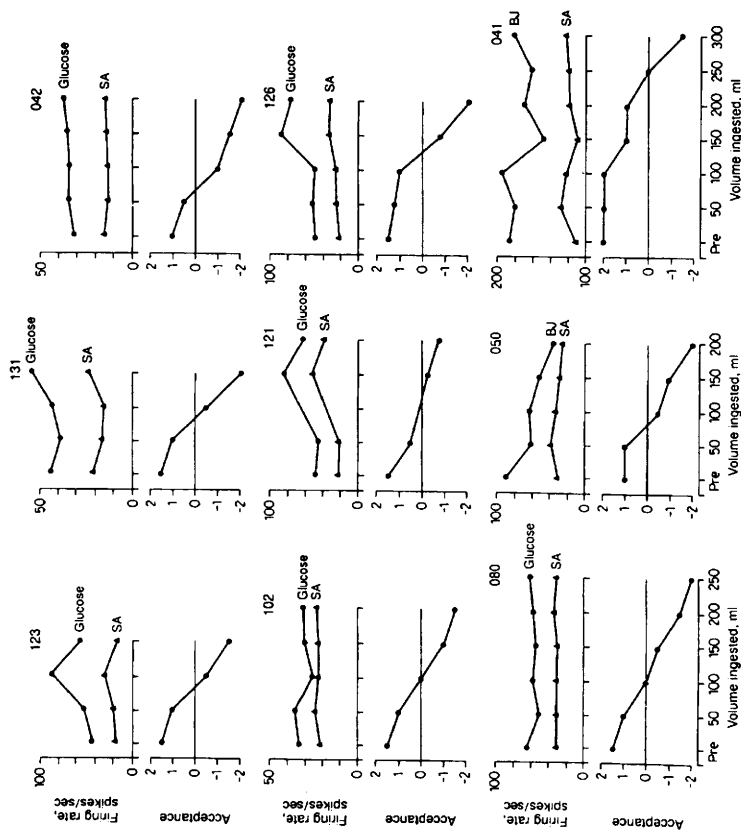 123
Firing rate, spikes/sec
100
0
Glucose
SA
Acceptance
2
1
0
-1
-2
131
50
0
Glucose
SA
2
1
0
-1
-2
042
50
0
Glucose
SA
2
1
0
-1
-2
102
Firing rate, spikes/sec
100
0
Glucose
SA
Acceptance
2
1
0
-1
-2
121
100
0
Glucose
SA
2
1
0
-1
-2
126
100
0
Glucose
SA
2
1
0
-1
-2
080
Firing rate, spikes/sec
100
0
Glucose
SA
Acceptance
2
1
0
-1
-2
Pre 50 100 150 200 250
Volume ingested, ml
050
100
0
BJ
SA
2
1
0
-1
-2
Pre 50 100 150 200
Volume ingested, ml
041
200
100
BJ
SA
2
1
0
-1
-2
Pre 50 100 150 200 250 300
Volume ingested, ml